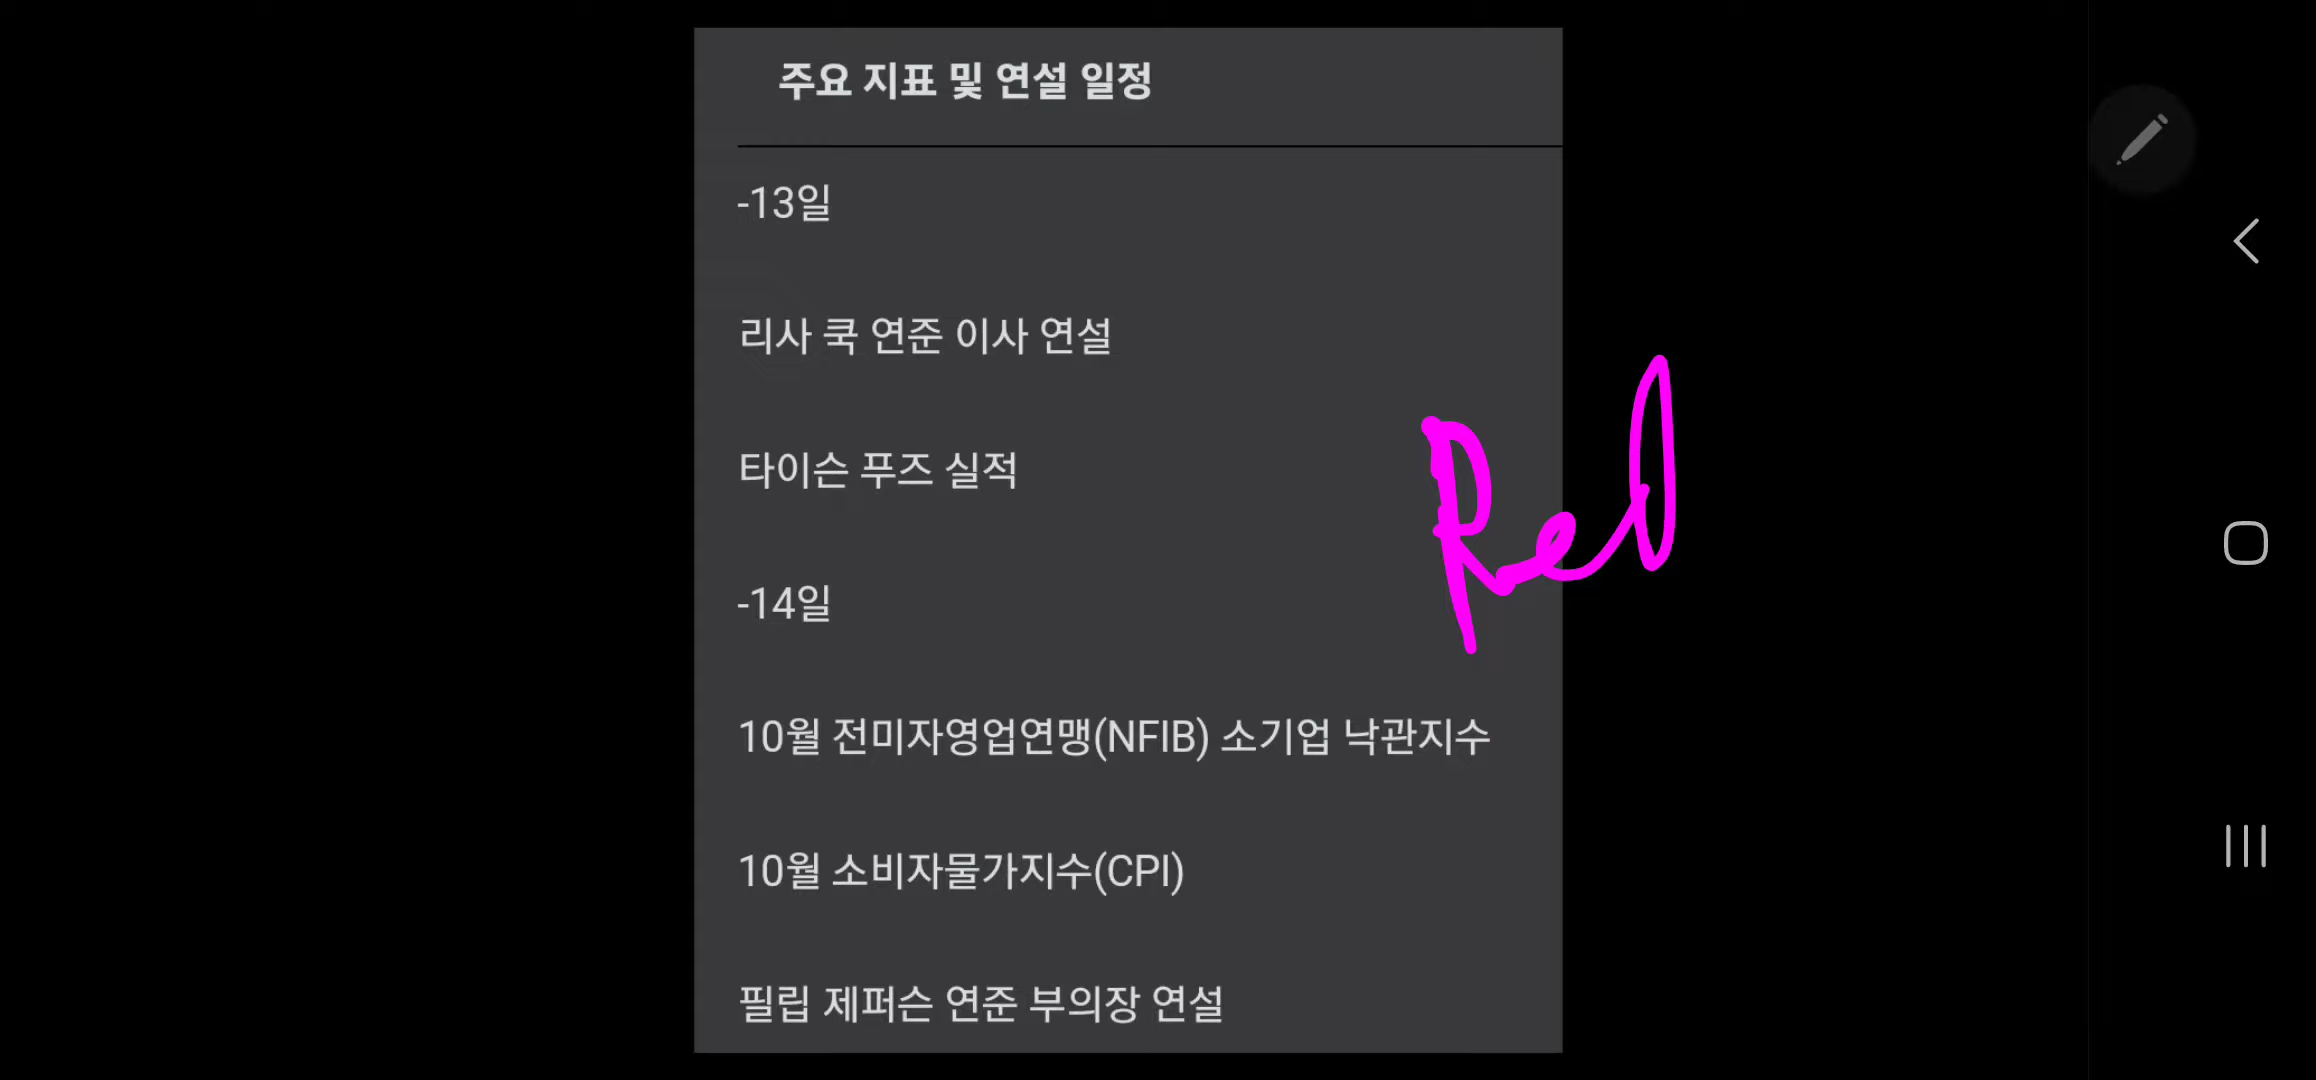 주요 지표 및 연설 일정
-13일
리사 쿡 연준 이사 연설
타이슨 푸즈 실적
Red
-14일
10월 전미자영업연맹(NFIB) 소기업 낙관지수
10월 소비자물가지수(CPI)
필립 제퍼슨 연준 부의장 연설